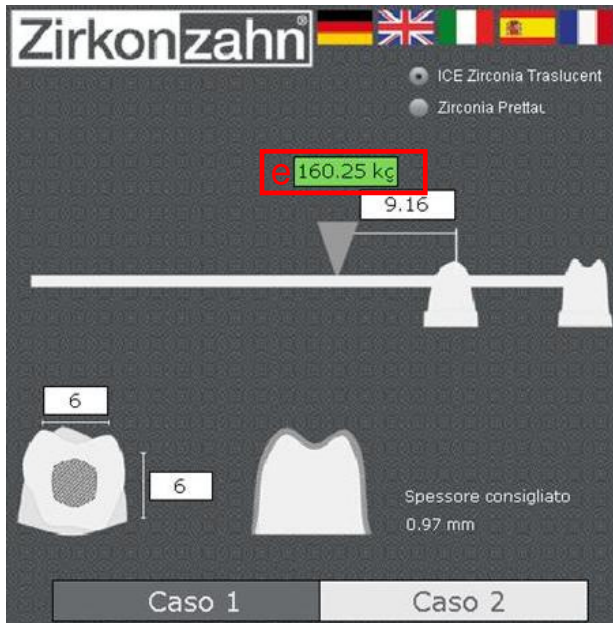 Zirkonzahn®
ICE Zirconia Traslucent
Zirconia Prettau
e 160.25 kg
9.16
6
6
Spessore consigliato
0.97 mm
Caso 1
Caso 2